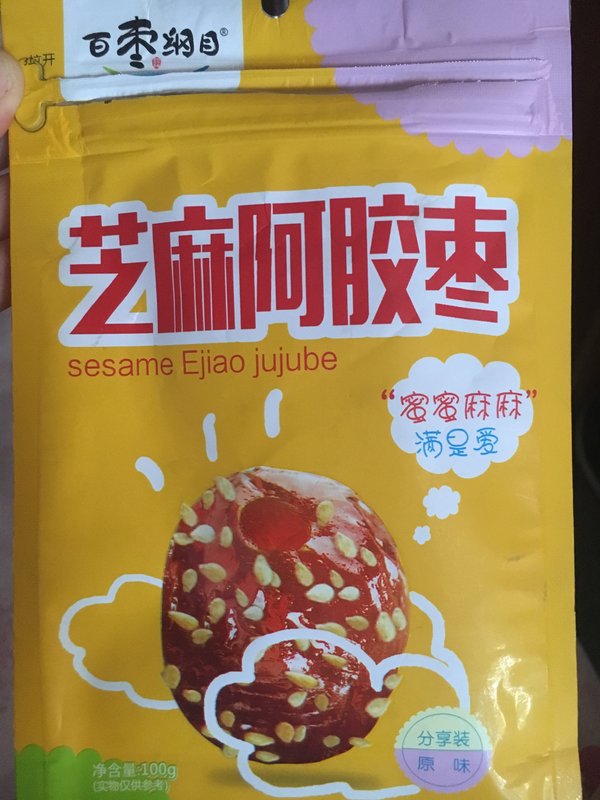 百枣纲目®
撕开
芝麻阿胶枣
sesame Ejiao jujube
“蜜蜜麻麻”
满是爱
分享装
原味
净含量:100g
(实物仅供参考)